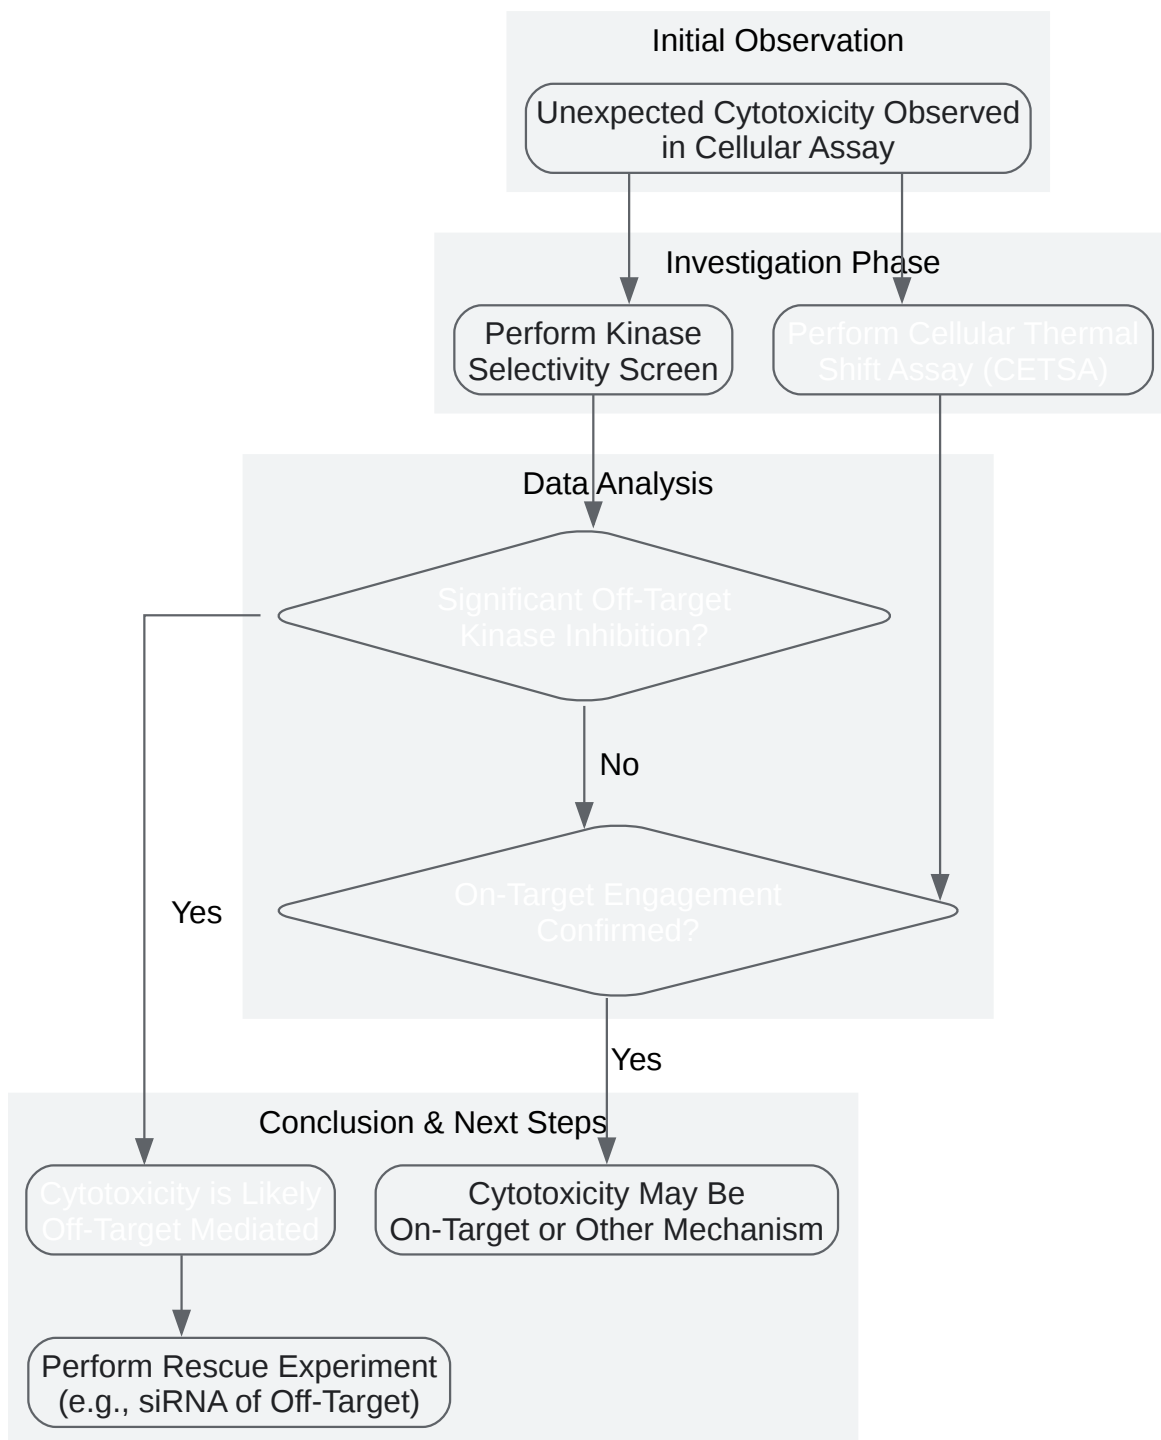 Initial Observation
Unexpected Cytotoxicity Observed
in Cellular Assay
Investigation Phase
Perform Kinase
Selectivity Screen
Perform Cellular Thermal
Shift Assay (CETSA)
Data Analysis
Significant Off-Target
Kinase Inhibition?
No
On-Target Engagement
Confirmed?
Yes
Yes
Conclusion & Next Steps
Cytotoxicity is Likely
Off-Target Mediated
Cytotoxicity May Be
On-Target or Other Mechanism
Perform Rescue Experiment
(e.g., siRNA of Off-Target)